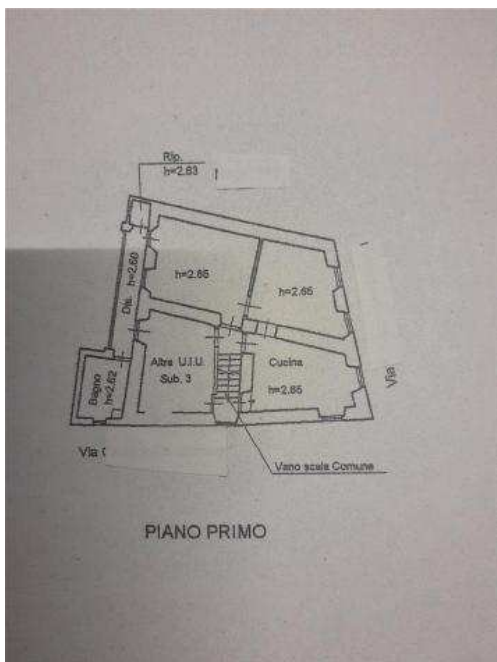 Rip.
h=2.63
h=2.65
h=2.65
Dis. h=2.60
Altra U.I.U.
Sub. 3
Cucina
h=2.65
Bagno
h=2.62
Via
Via
Vano scala Comune
PIANO PRIMO